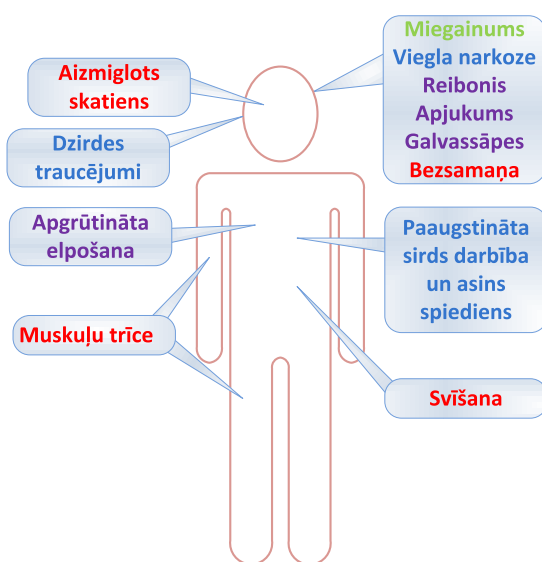 Aizmiglots
skatiens
Dzirdes
traucējumi
Apgrūtināta
elpošana
Muskuļu trīce
Miegainums
Viegla narkoze
Reibonis
Apjukums
Galvassāpes
Bezsamaņa
Paaugstināta
sirds darbība
un asins
spiediens
Svīšana